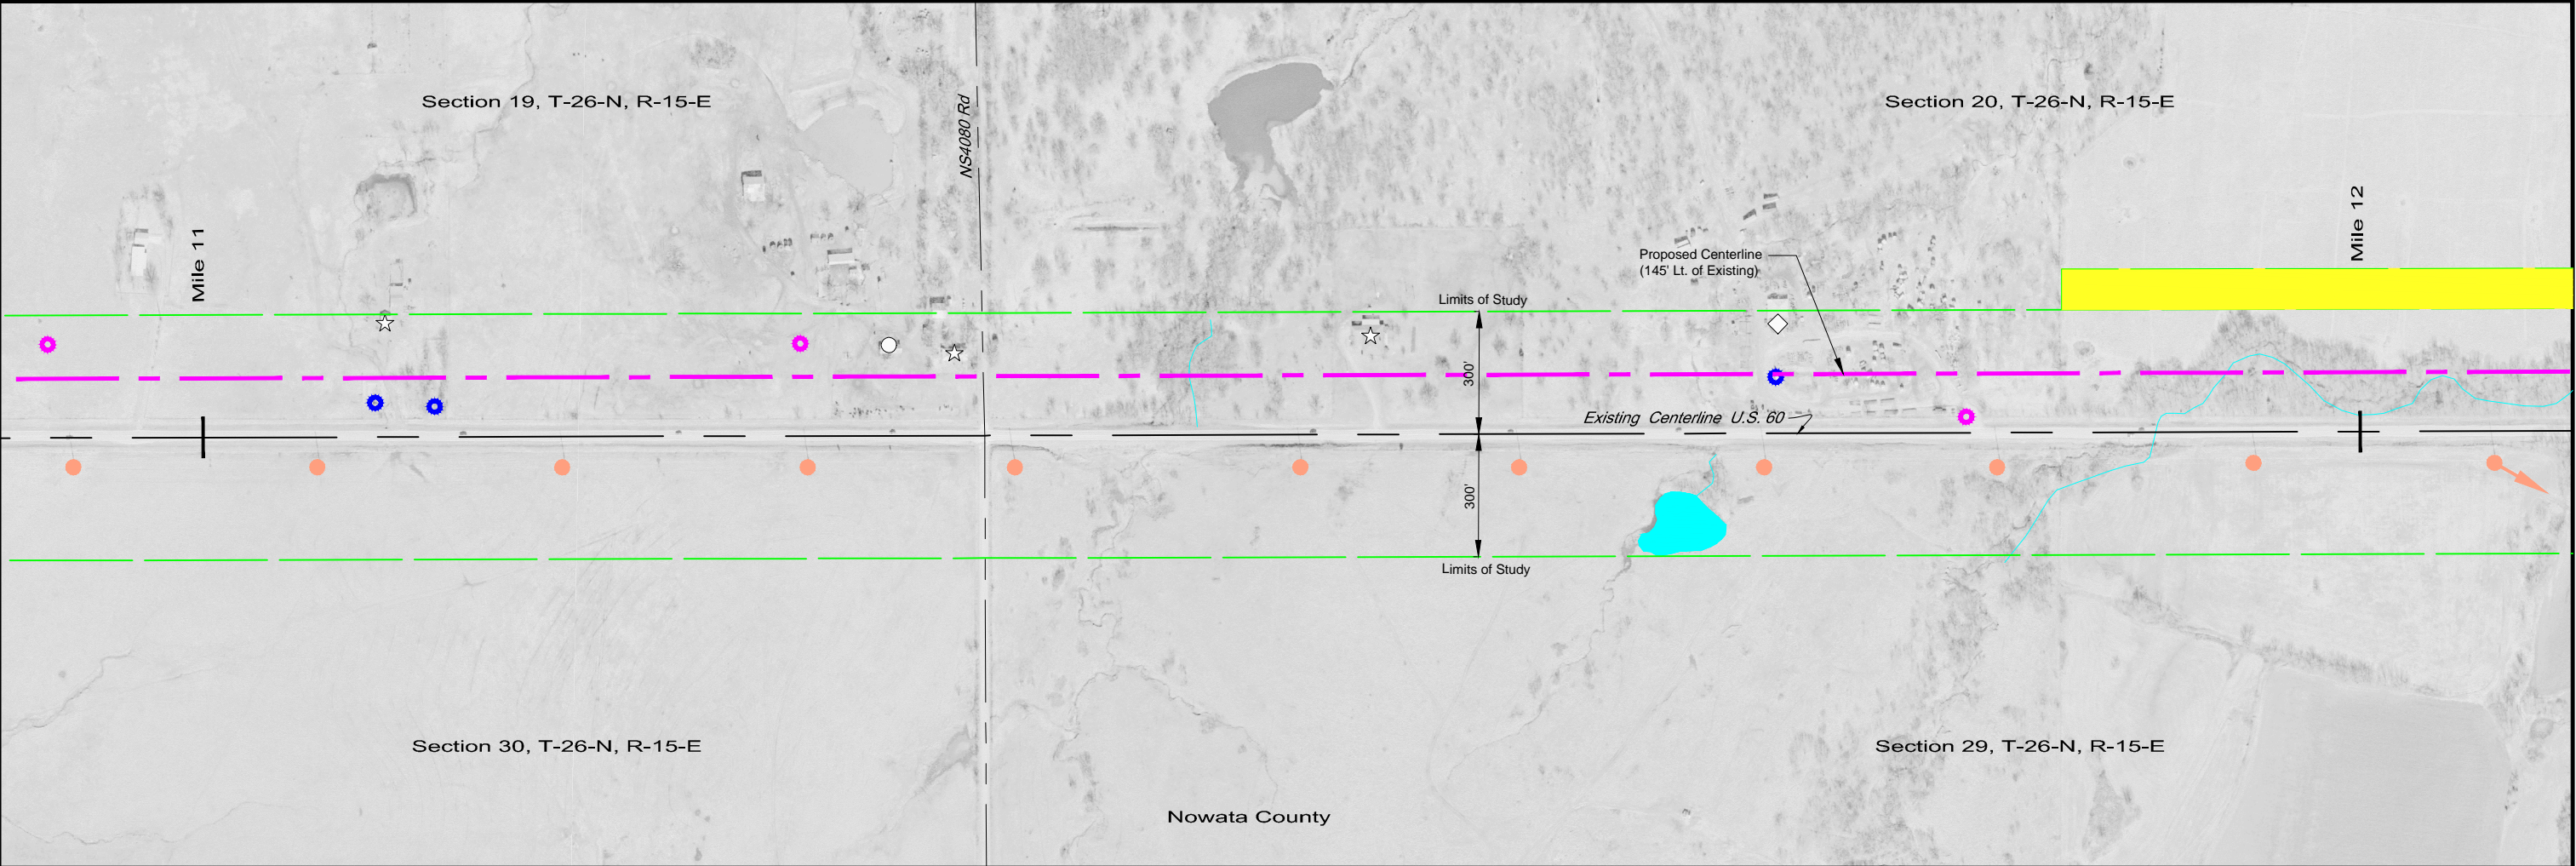 Section 19, T-26-N, R-15-E
NS4080 Rd
Section 20, T-26-N, R-15-E
Mile 11
Mile 12
Proposed Centerline
(145' Lt. of Existing)
Limits of Study
300'
Existing Centerline U.S. 60
300'
Limits of Study
Section 30, T-26-N, R-15-E
Section 29, T-26-N, R-15-E
Nowata County